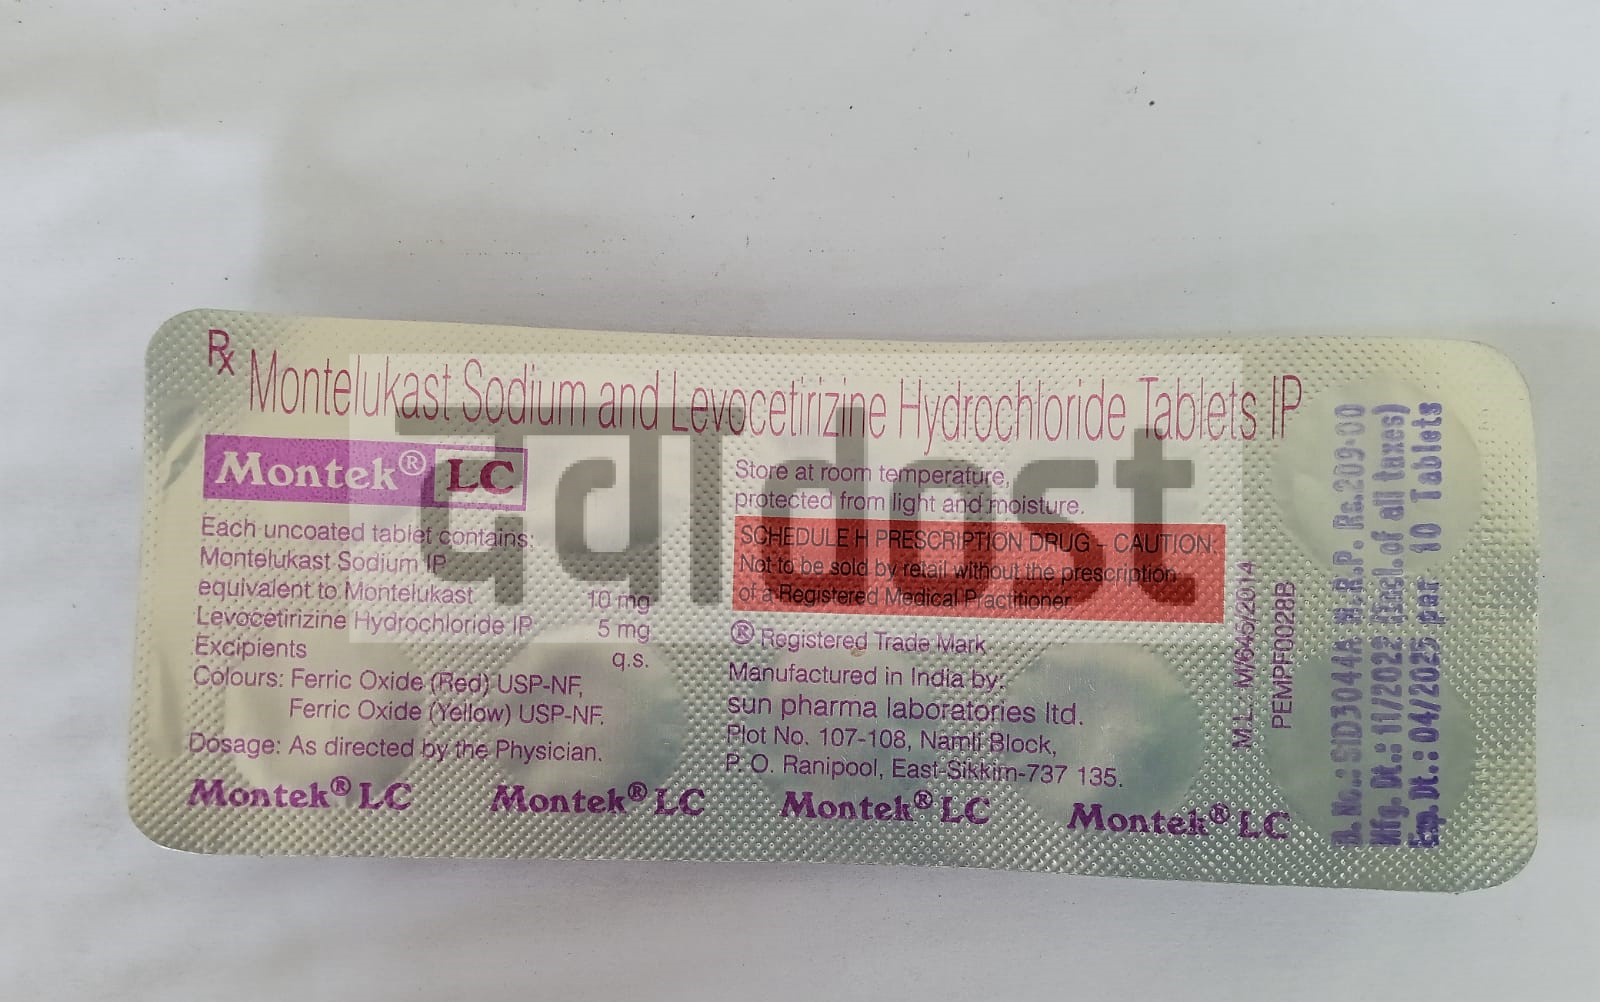 Rx Montelukast Sodium and Levocetirizine Hydrochloride Tablets IP
Montek® LC
Each uncoated tablet contains:
Montelukast Sodium IP
equivalent to Montelukast 10 mg
Levocetirizine Hydrochloride IP 5 mg
Excipients q.s.
Colours: Ferric Oxide (Red) USP-NF,
Ferric Oxide (Yellow) USP-NF.
Dosage: As directed by the Physician.
Store at room temperature,
protected from light and moisture.
SCHEDULE H PRESCRIPTION DRUG - CAUTION
Not to be sold by retail without the prescription
of a Registered Medical Practitioner
® Registered Trade Mark
Manufactured in India by:
sun pharma laboratories ltd.
Plot No. 107-108, Namli Block,
P. O. Ranipool, East-Sikkim-737 135.
Montek® LC Montek® LC Montek® LC Montek® LC
M.L.: M/646/2014
PEMPF0028B
B. No.: SID3044A M.R.P. Rs.209.00
Mfg. Dt.: 11/2022 (Incl. of all taxes)
Exp. Dt.: 04/2025 per 10 Tablets
दवाdost